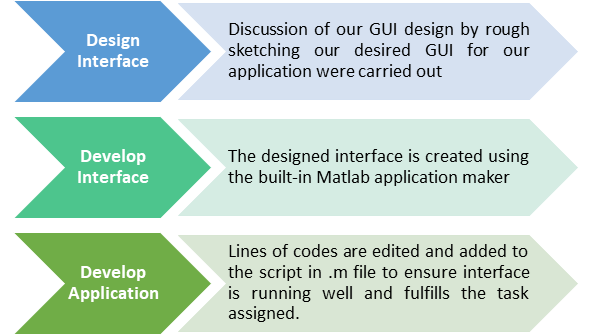 Design
Interface
Discussion of our GUI design by rough
sketching our desired GUI for our
application were carried out
Develop
Interface
The designed interface is created using
the built-in Matlab application maker
Develop
Application
Lines of codes are edited and added to
the script in .m file to ensure interface
is running well and fulfills the task
assigned.